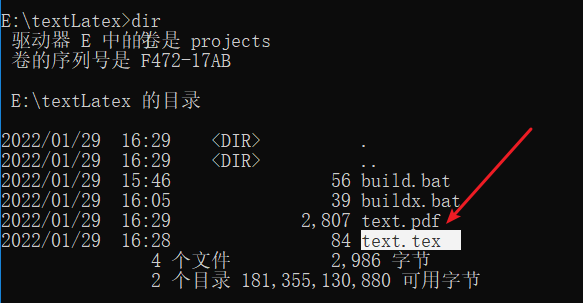 E:\textLatex>dir
驱动器 E 中的卷是 projects
卷的序列号是 F472-17AB
E:\textLatex 的目录
2022/01/29  16:29    <DIR>          .
2022/01/29  16:29    <DIR>          ..
2022/01/29  15:46                56 build.bat
2022/01/29  16:05                39 buildx.bat
2022/01/29  16:29             2,807 text.pdf
2022/01/29  16:28                84 text.tex
4 个文件          2,986 字节
2 个目录 181,355,130,880 可用字节